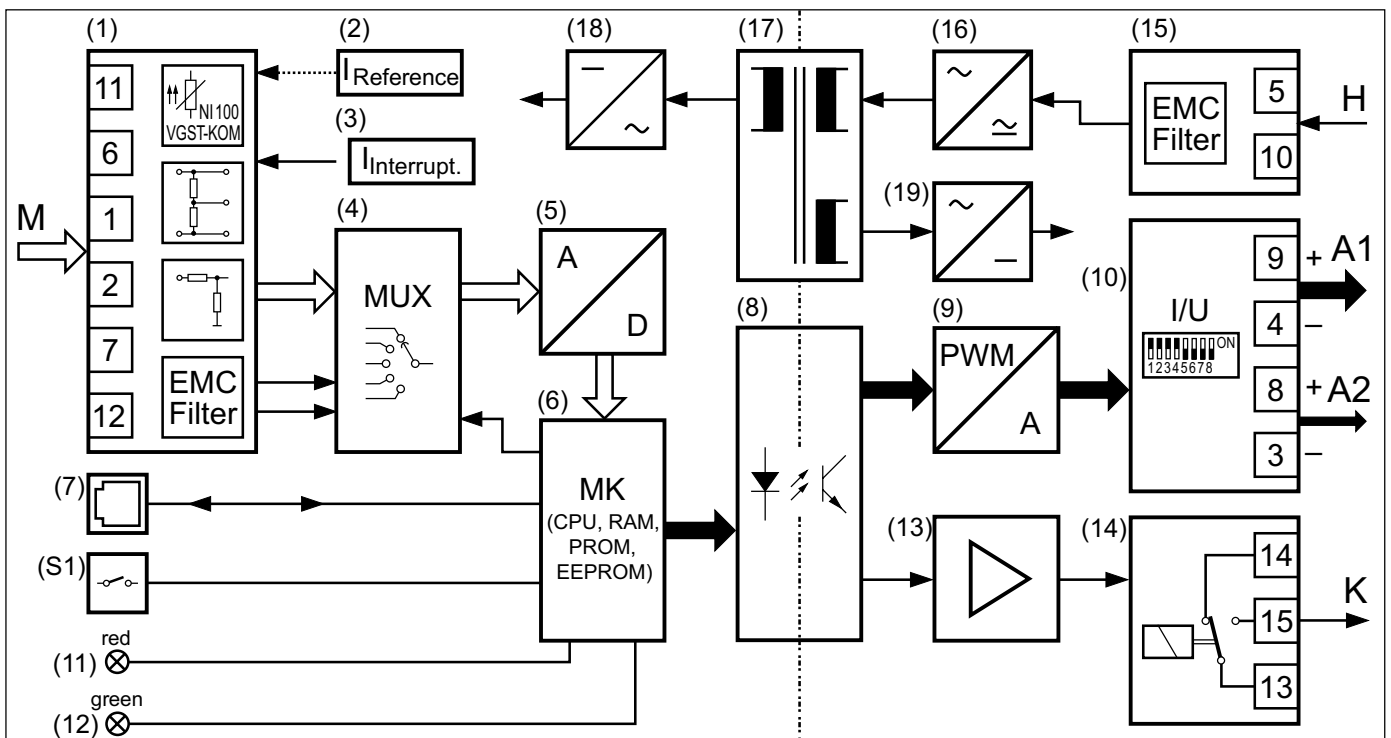 (1)
(2)
(18)
(17)
(16)
(15)
11
6
1
2
7
12
M
NI 100
VGST-KOM
EMC
Filter
I Reference
(3)
I Interrupt.
(4)
MUX
(5)
A
D
(6)
MK
(CPU, RAM,
PROM,
EEPROM)
(7)
(S1)
red
(11)
green
(12)
(8)
(19)
EMC
Filter
5
10
H
(9)
PWM
A
(10)
I/U
ON
12345678
9
4
8
3
+ A1
–
+ A2
–
(13)
(14)
14
15
13
K